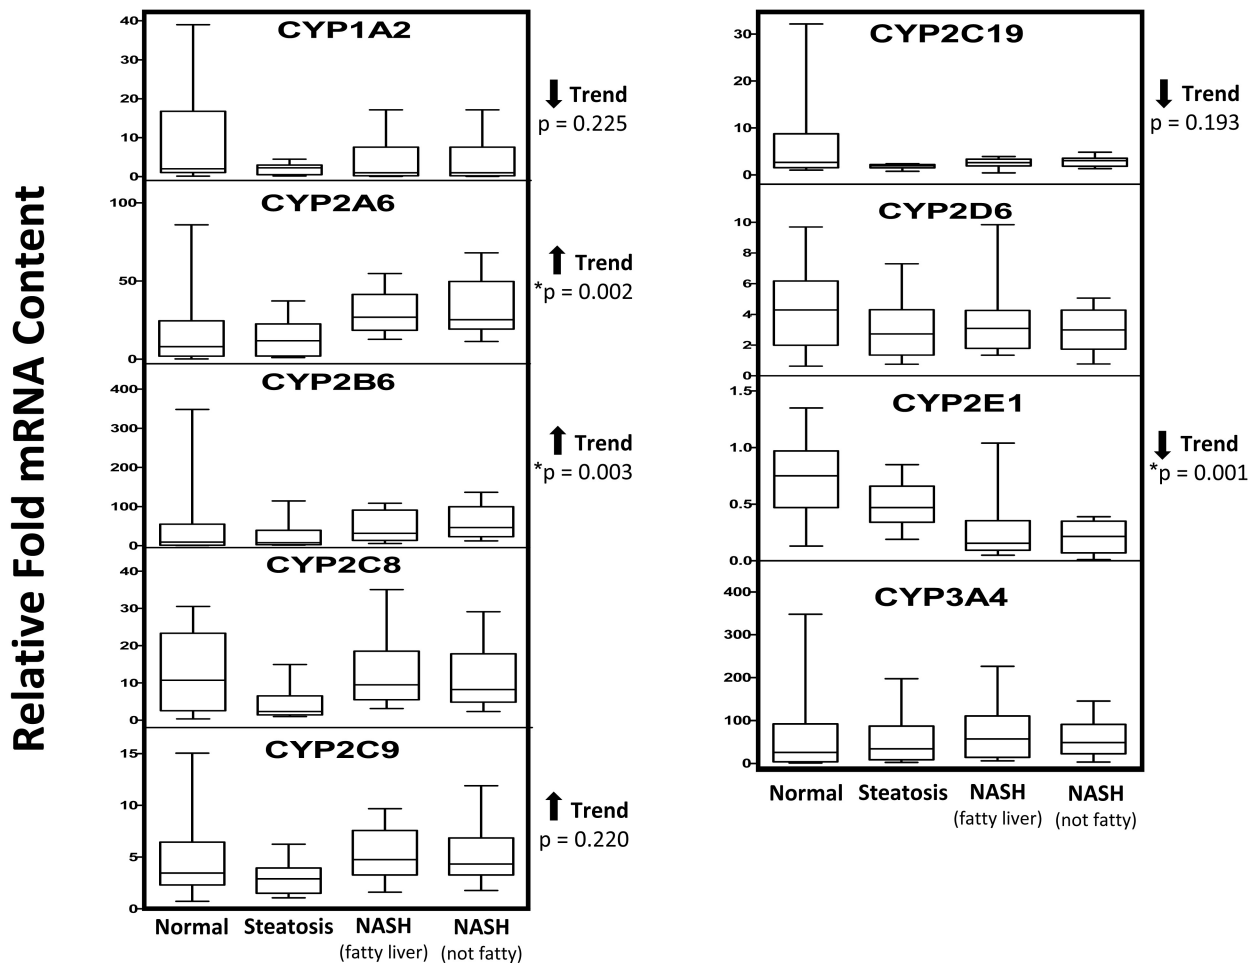 Relative Fold mRNA Content
CYP1A2
40
30
20
10
0
Trend
p = 0.225
CYP2A6
100
50
0
Trend
*p = 0.002
CYP2B6
400
300
200
100
0
Trend
*p = 0.003
CYP2C8
40
30
20
10
0
CYP2C9
15
10
5
0
Trend
p = 0.220
Normal Steatosis NASH NASH
(fatty liver) (not fatty)
CYP2C19
30
20
10
0
Trend
p = 0.193
CYP2D6
10
8
6
4
2
0
CYP2E1
1.5
1.0
0.5
0.0
Trend
*p = 0.001
CYP3A4
400
300
200
100
0
Normal Steatosis NASH NASH
(fatty liver) (not fatty)